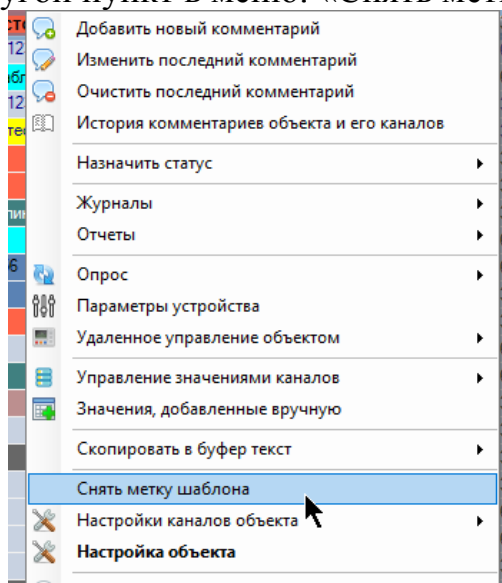 пункт в меню:
Добавить новый комментарий
Изменить последний комментарий
Очистить последний комментарий
История комментариев объекта и его каналов
Назначить статус
Журналы
Отчеты
Опрос
Параметры устройства
Удаленное управление объектом
Управление значениями каналов
Значения, добавленные вручную
Скопировать в буфер текст
Снять метку шаблона
Настройки каналов объекта
Настройка объекта